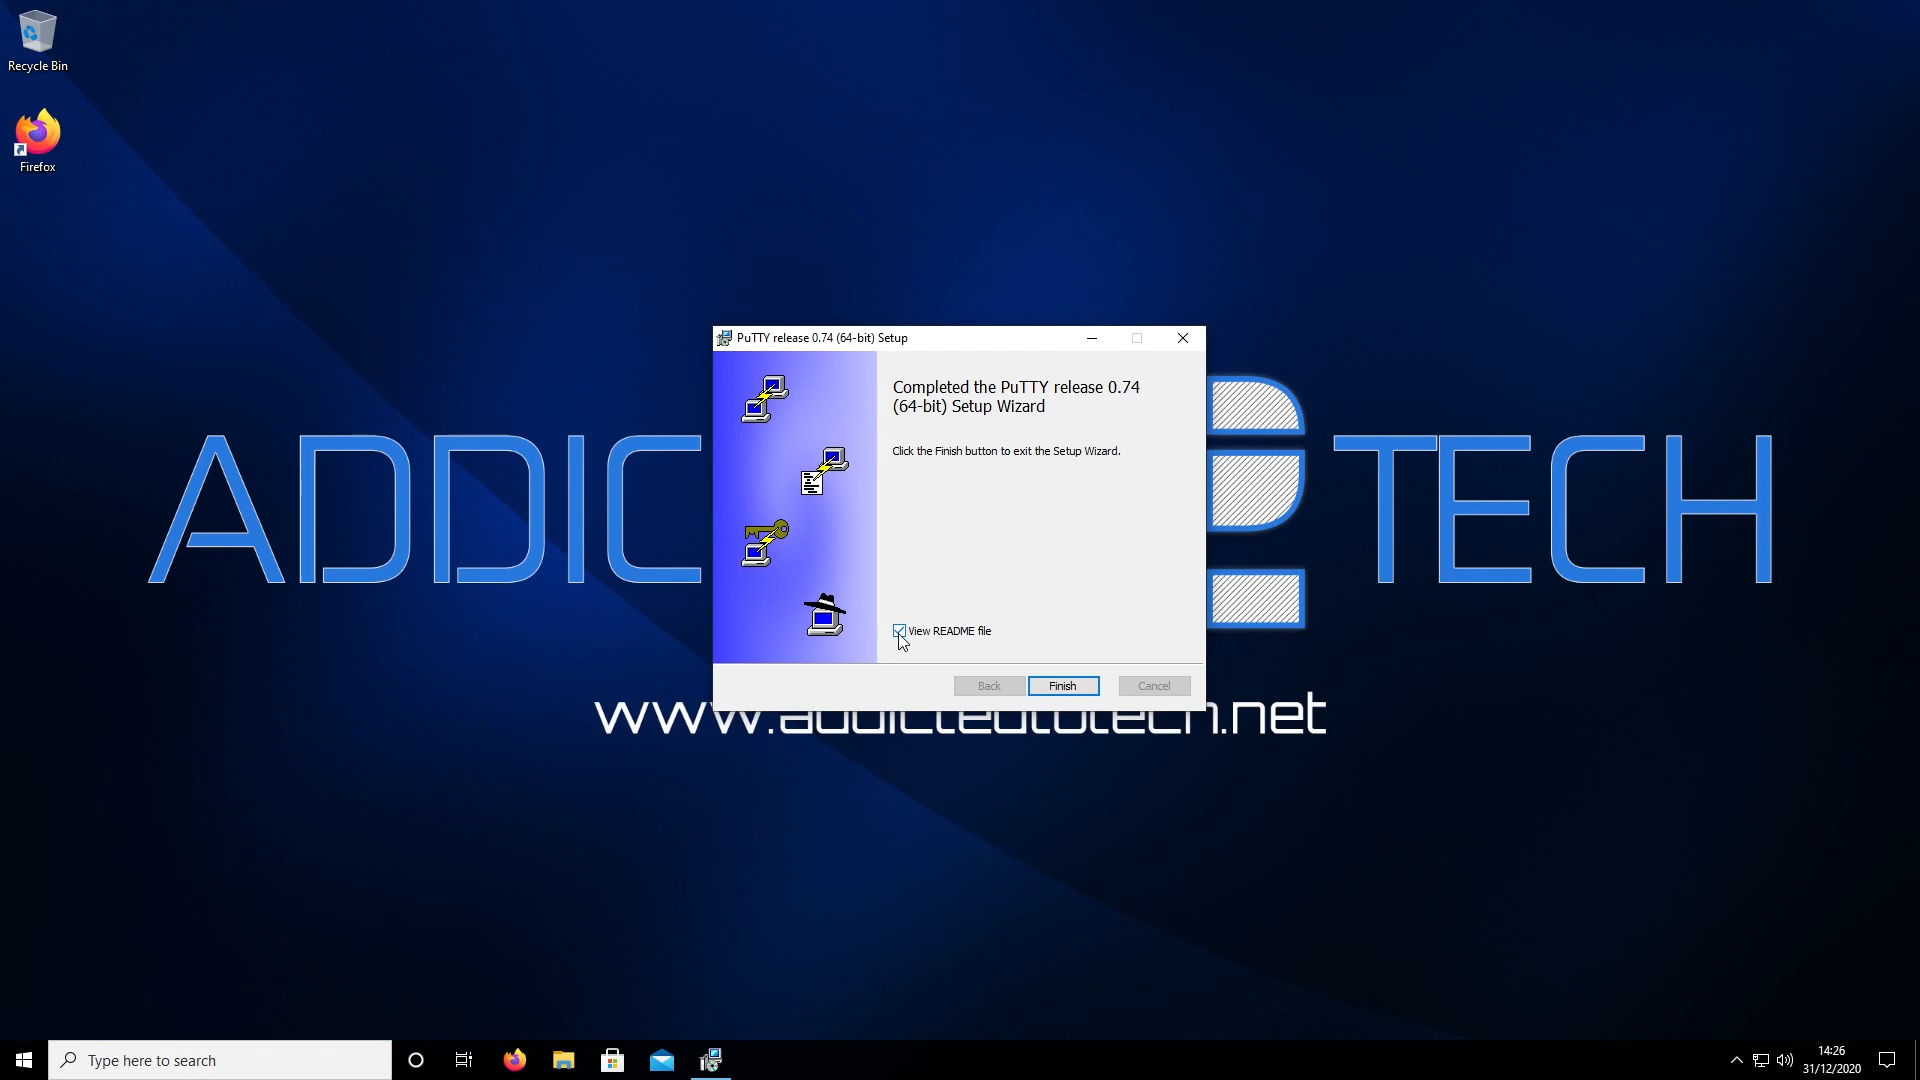 Recycle Bin
Firefox
PuTTY release 0.74 (64-bit) Setup
Completed the PuTTY release 0.74
(64-bit) Setup Wizard
Click the Finish button to exit the Setup Wizard.
View README file
Back
Finish
Cancel
ADDIC
TECH
www.addictedtotech.net
Type here to search
14:26
31/12/2020